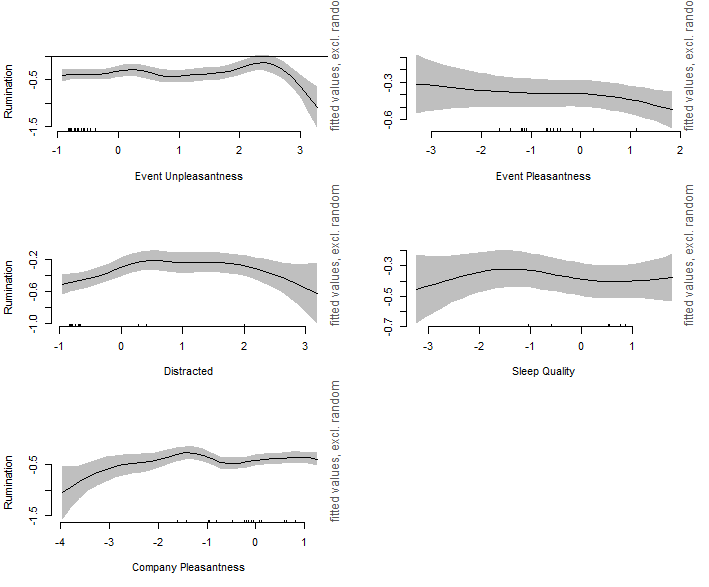 Rumination
-0.5
-1.5
-1 0 1 2 3
Event Unpleasantness
fitted values, excl. rando
-0.3
-0.6
-3 -2 -1 0 1 2
Event Pleasantness
fitted values, excl. rando
Rumination
-0.2
-0.6
-1.0
-1 0 1 2 3
Distracted
fitted values, excl. random
-0.3
-0.5
-0.7
-3 -2 -1 0 1
Sleep Quality
fitted values, excl. random
Rumination
-0.5
-1.5
-4 -3 -2 -1 0 1
Company Pleasantness
fitted values, excl. random